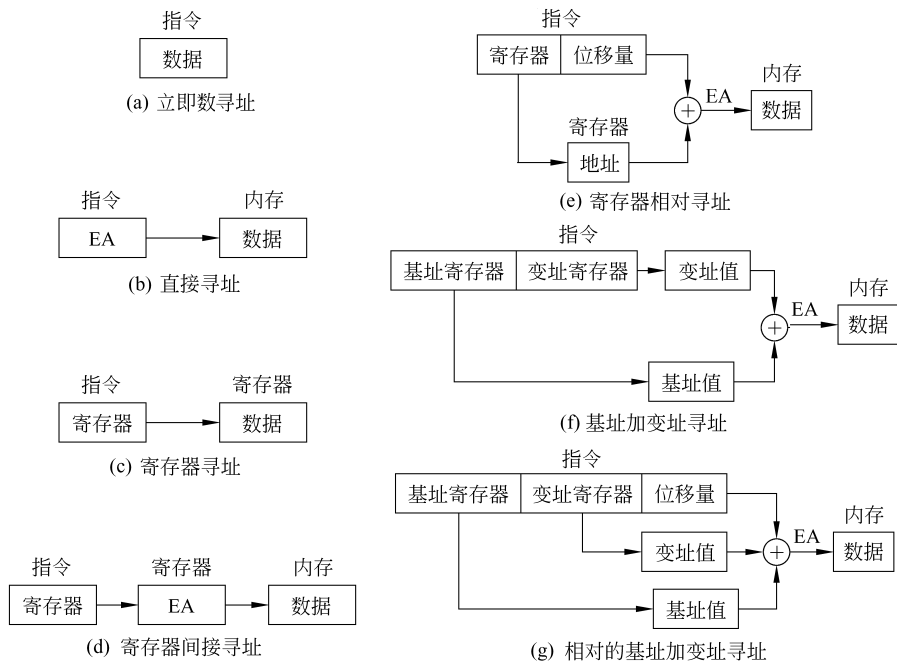 指令
数据
(a) 立即数寻址
指令 内存
EA 数据
(b) 直接寻址
指令 寄存器
寄存器 数据
(c) 寄存器寻址
指令 寄存器 内存
寄存器 EA 数据
(d) 寄存器间接寻址
指令
寄存器 位移量
内存
EA
数据
寄存器
地址
(e) 寄存器相对寻址
指令
基址寄存器 变址寄存器 变址值
内存
EA
数据
基址值
(f) 基址加变址寻址
指令
基址寄存器 变址寄存器 位移量
内存
EA
变址值 数据
基址值
(g) 相对的基址加变址寻址